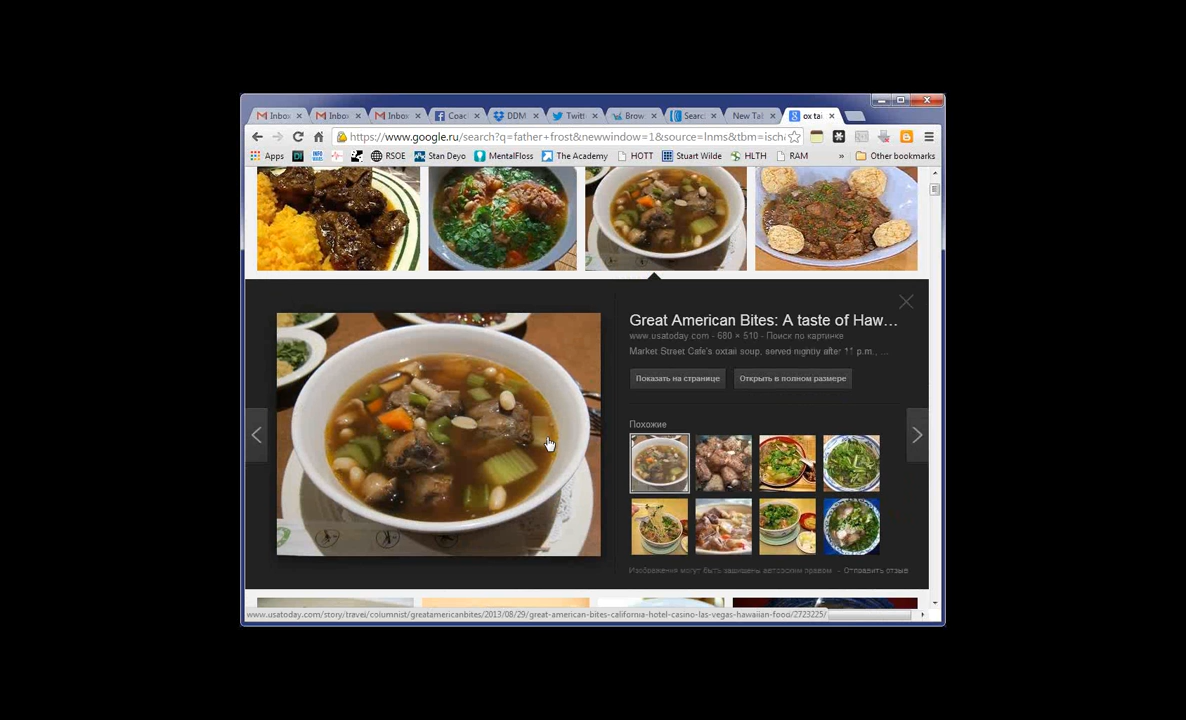 Inbox Inbox Inbox Coac DDM Twitt Brow Searc New Ta ox tai
https://www.google.ru/search?q=father+frost&newwindow=1&source=lnms&tbm=isch
Apps RSOE Stan Deyo MentalFloss The Academy HOTT Stuart Wilde HLTH RAM » Other bookmarks
Great American Bites: A taste of Haw...
www.usatoday.com - 680 × 510 - Поиск по картинке
Market Street Cafe's oxtail soup, served nightly after 11 p.m., ...
Показать на странице Открыть в полном размере
Похожие
Изображения могут быть защищены авторским правом. - Отправить отзыв
www.usatoday.com/story/travel/columnist/greatamericanbites/2013/08/29/great-american-bites-california-hotel-casino-las-vegas-hawaiian-food/2723225/